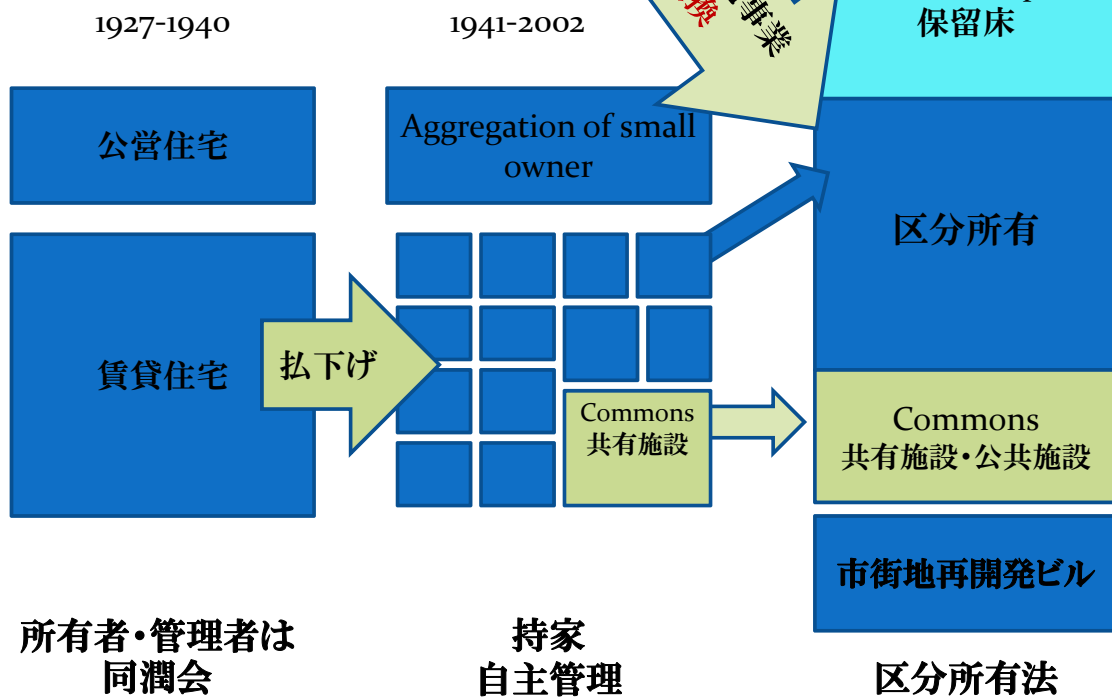 1927-1940
1941-2002
換
事業
保留床
公営住宅
Aggregation of small
owner
区分所有
賃貸住宅
払下げ
Commons
共有施設
Commons
共有施設・公共施設
市街地再開発ビル
所有者・管理者は
同潤会
持家
自主管理
区分所有法